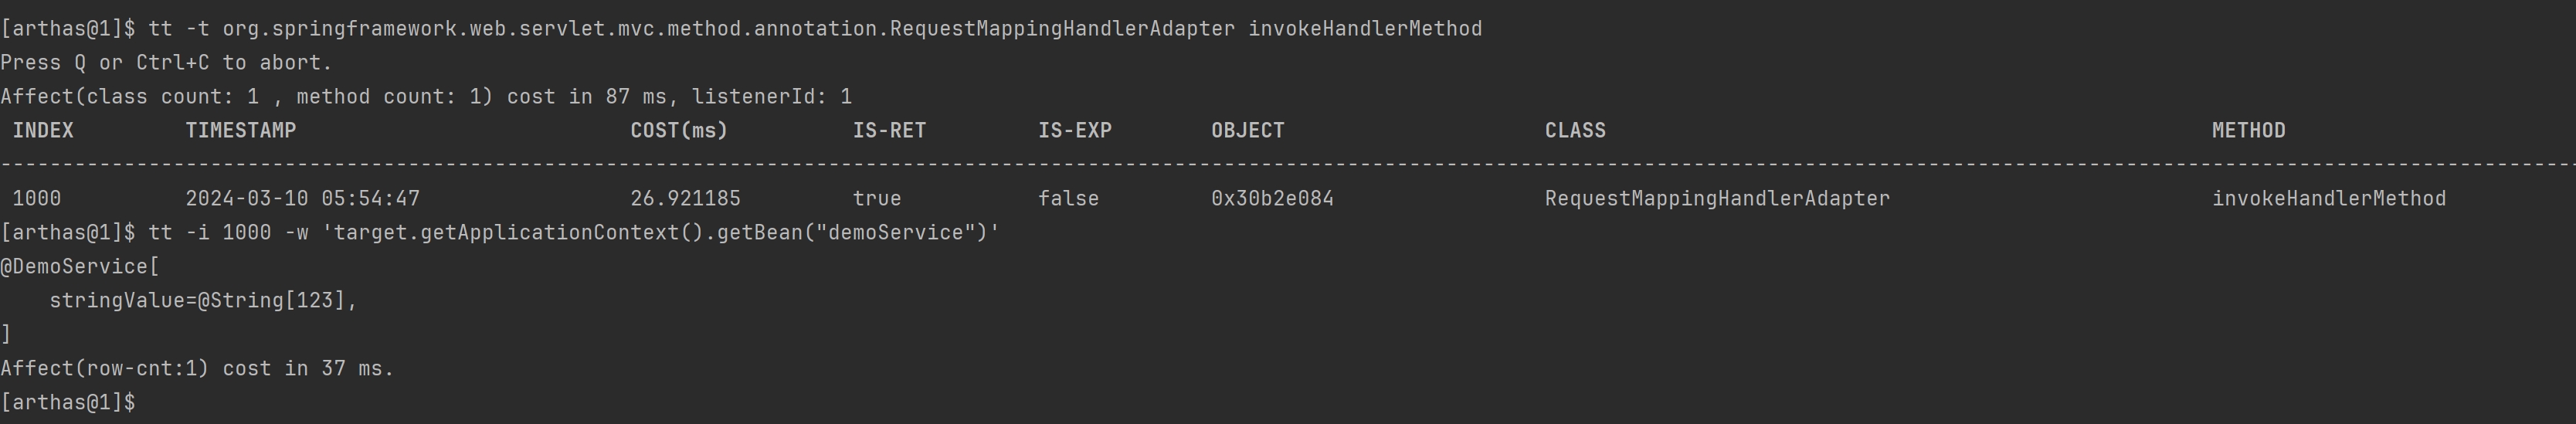 [arthas@1]$ tt -t org.springframework.web.servlet.mvc.method.annotation.RequestMappingHandlerAdapter invokeHandlerMethod
Press Q or Ctrl+C to abort.
Affect(class count: 1 , method count: 1) cost in 87 ms, listenerId: 1
INDEX TIMESTAMP COST(ms) IS-RET IS-EXP OBJECT CLASS METHOD
--------------------------------------------------------------------------------------------------------------------------------------------------------------------------------------------------------------------
1000 2024-03-10 05:54:47 26.921185 true false 0x30b2e084 RequestMappingHandlerAdapter invokeHandlerMethod
[arthas@1]$ tt -i 1000 -w 'target.getApplicationContext().getBean("demoService")'
@DemoService[
    stringValue=@String[123],
]
Affect(row-cnt:1) cost in 37 ms.
[arthas@1]$